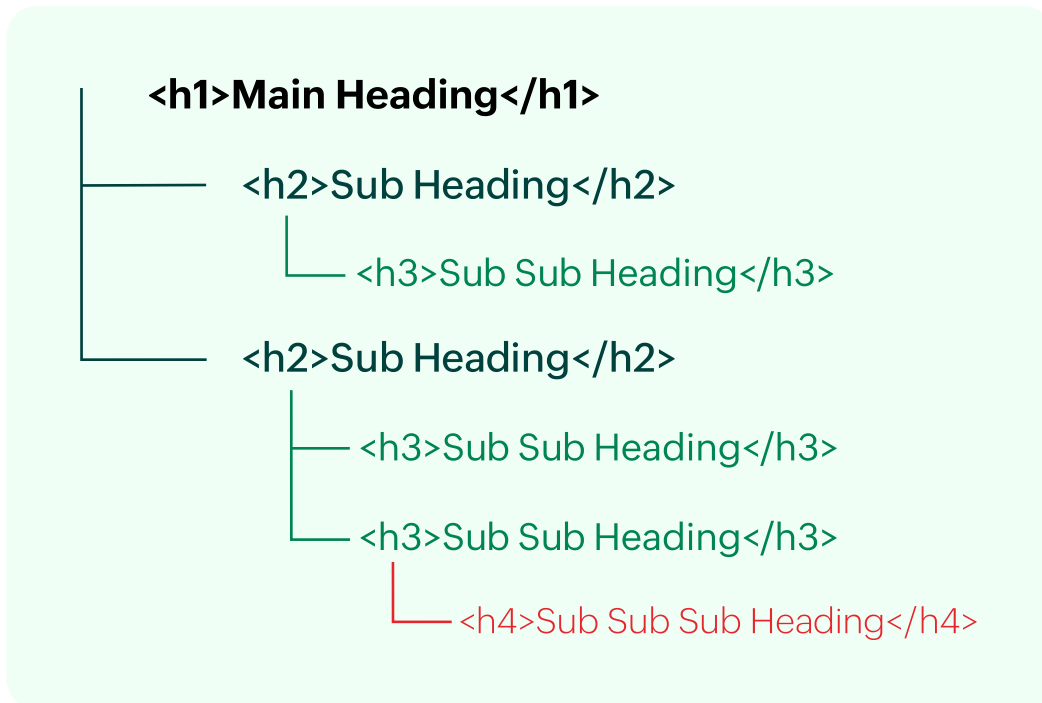 <h1>Main Heading</h1>
<h2>Sub Heading</h2>
<h3>Sub Sub Heading</h3>
<h2>Sub Heading</h2>
<h3>Sub Sub Heading</h3>
<h3>Sub Sub Heading</h3>
<h4>Sub Sub Sub Heading</h4>